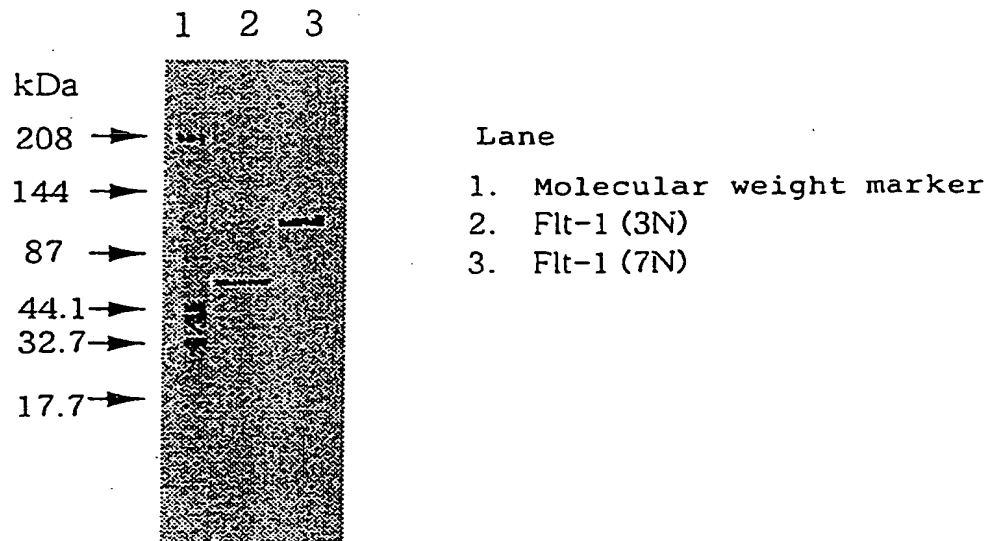 1 2 3
kDa
208
144
87
44.1
32.7
17.7
Lane
1. Molecular weight marker
2. Flt-1 (3N)
3. Flt-1 (7N)